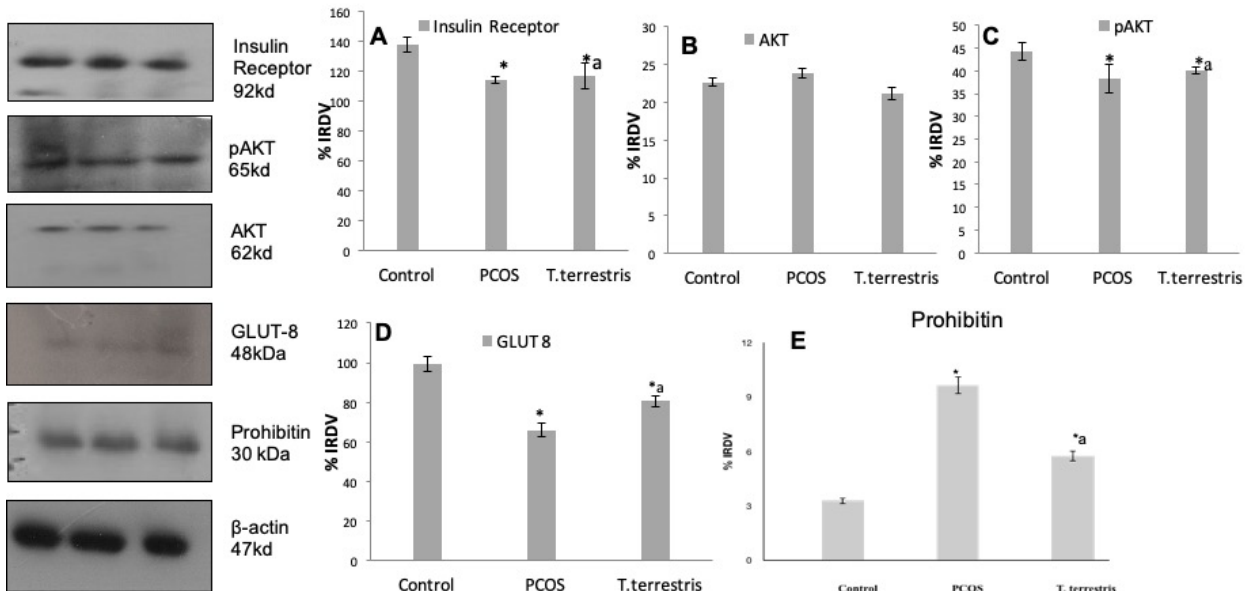 Insulin
Receptor
92kd
pAKT
65kd
AKT
62kd
GLUT-8
48kDa
Prohibitin
30 kDa
β-actin
47kd
A
Insulin Receptor
% IRDV
160
140
120
100
80
60
40
20
0
*
*a
Control PCOS T.terrestris
B
AKT
% IRDV
30
25
20
15
10
5
0
Control PCOS T.terrestris
C
pAKT
% IRDV
50
45
40
35
30
25
20
15
10
5
0
*
*a
Control PCOS T.terrestris
D
GLUT 8
% IRDV
120
100
80
60
40
20
0
*
*a
Control PCOS T.terrestris
Prohibitin
E
% IRDV
12
9
6
3
0
*
*a
Control PCOS T. terrestris